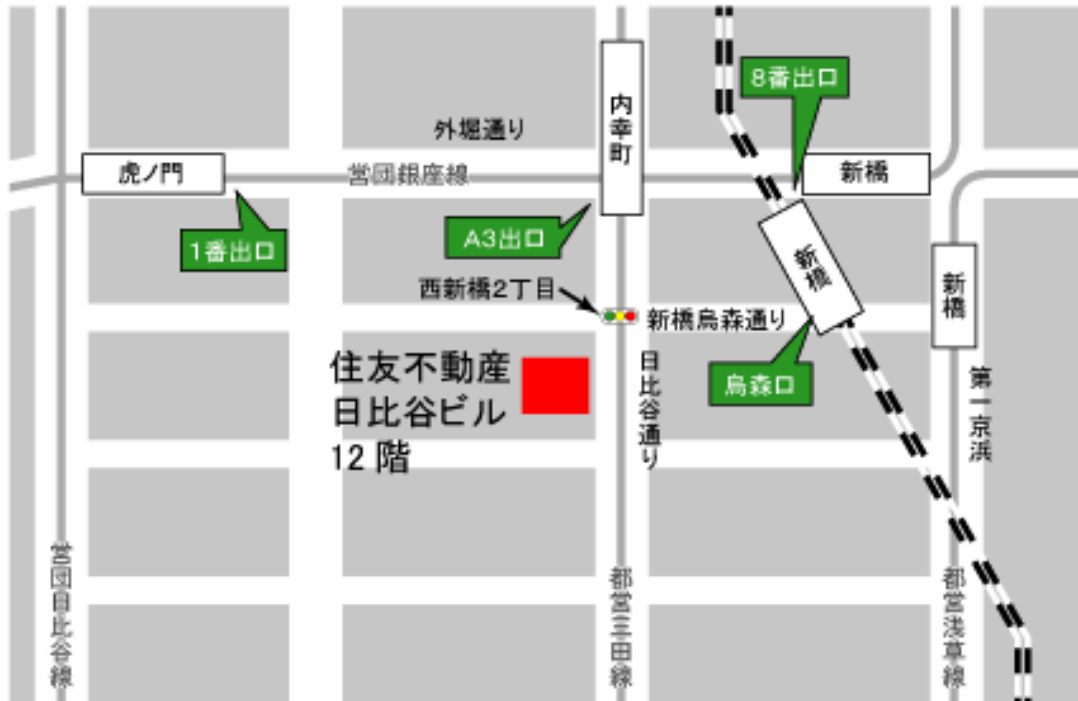 8番出口
内幸町
外堀通り
虎ノ門
営団銀座線
新橋
1番出口
A3出口
新橋
西新橋2丁目
新橋
新橋烏森通り
住友不動産
日比谷ビル
12 階
日比谷通り
烏森口
第一京浜
営団日比谷線
都営三田線
都営浅草線